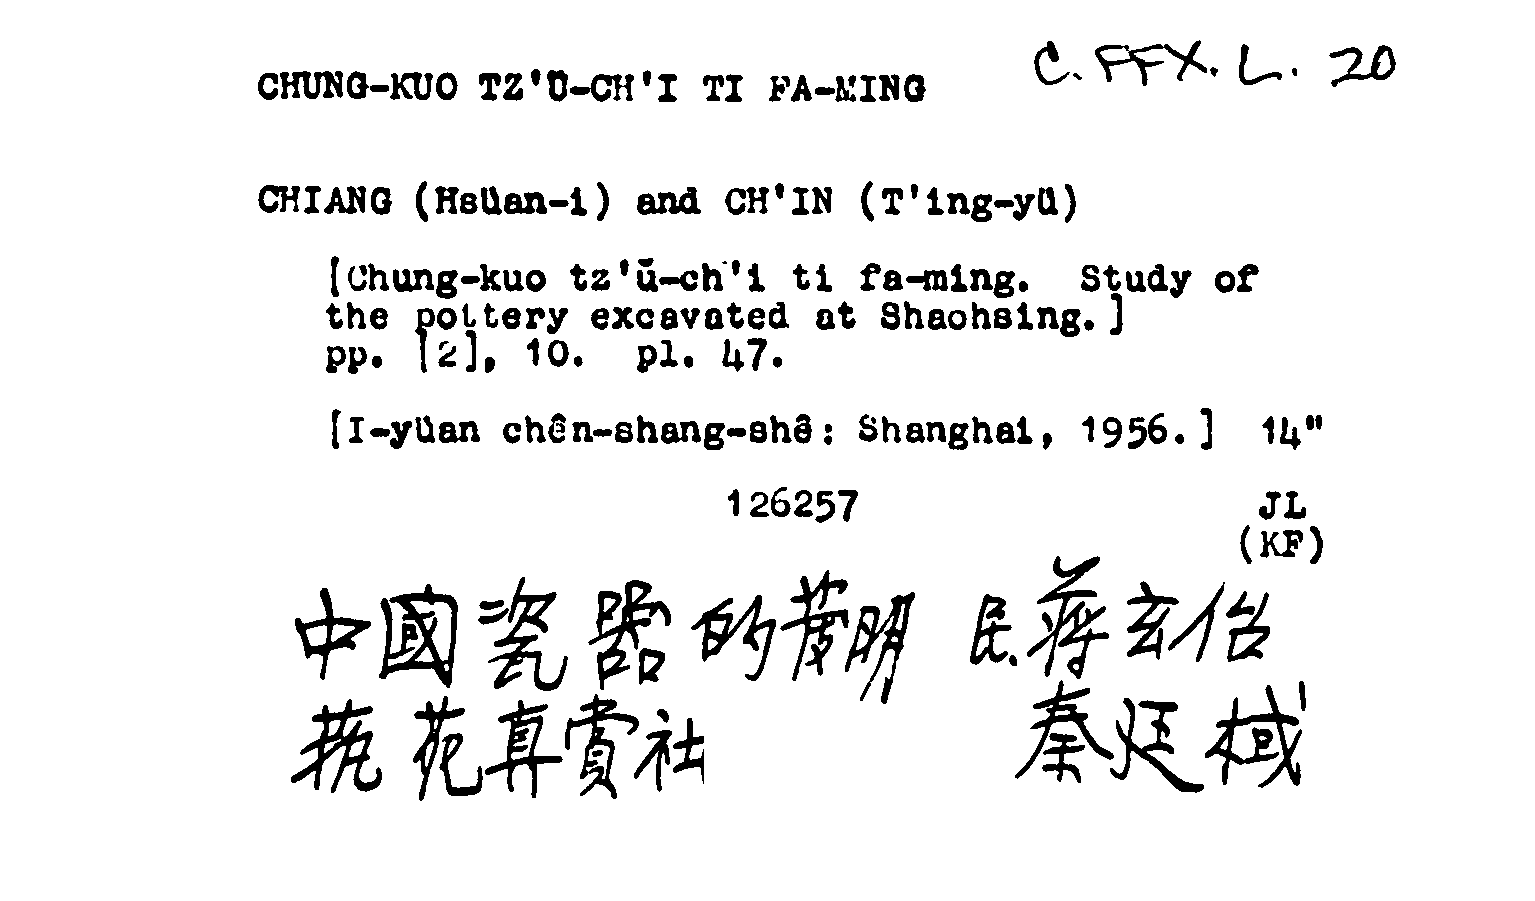 C. FFX. L. 20
CHUNG-KUO TZ'Ŭ-CH'I TI FA-MING
CHIANG (Hsüan-i) and CH'IN (T'ing-yü)
[Chung-kuo tz'ŭ-ch'i ti fa-ming. Study of
the pottery excavated at Shaohsing.]
pp. [2], 10. pl. 47.
[I-yüan chên-shang-shê: Shanghai, 1956.] 14"
126257 JL
(KF)
中國瓷器的發明 民.蔣玄佁
藝苑真賞社 秦廷棫